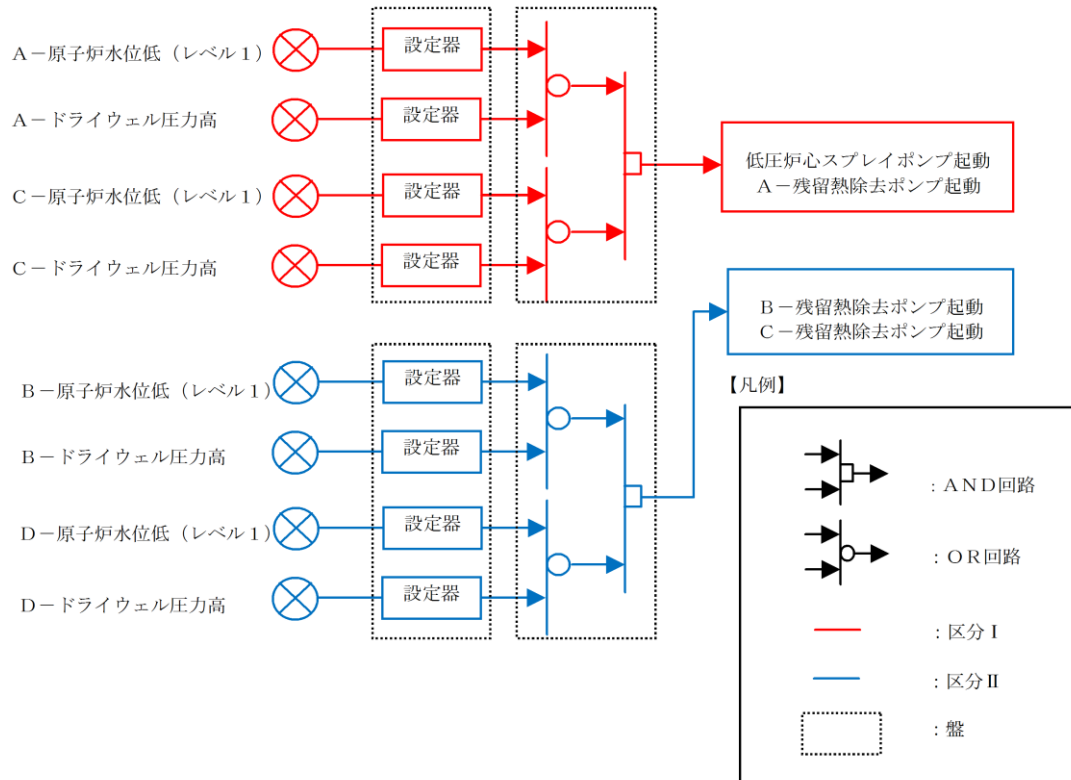 A－原子炉水位低（レベル１）
設定器
A－ドライウェル圧力高
設定器
C－原子炉水位低（レベル１）
設定器
C－ドライウェル圧力高
設定器
低圧炉心スプレイポンプ起動
A－残留熱除去ポンプ起動
B－残留熱除去ポンプ起動
C－残留熱除去ポンプ起動
B－原子炉水位低（レベル１）
設定器
B－ドライウェル圧力高
設定器
D－原子炉水位低（レベル１）
設定器
D－ドライウェル圧力高
設定器
【凡例】
：AND回路
：OR回路
：区分Ⅰ
：区分Ⅱ
：盤